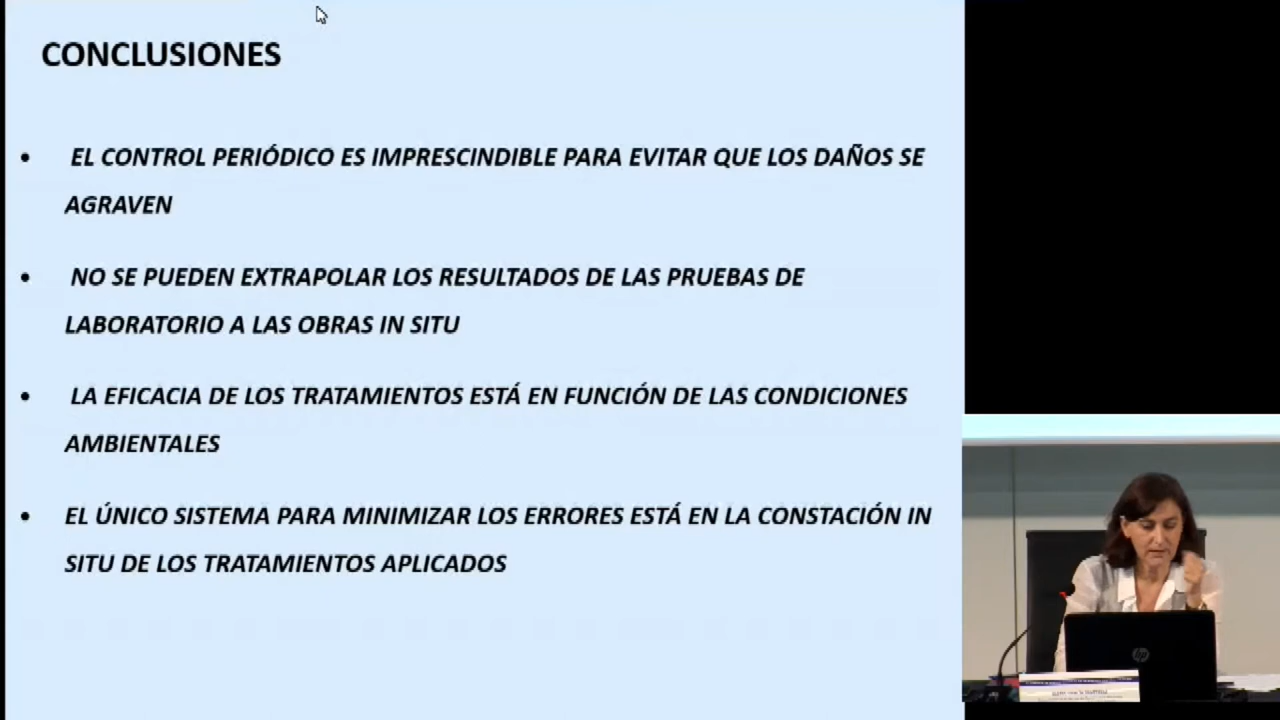 CONCLUSIONES
• EL CONTROL PERIÓDICO ES IMPRESCINDIBLE PARA EVITAR QUE LOS DAÑOS SE
AGRAVEN
• NO SE PUEDEN EXTRAPOLAR LOS RESULTADOS DE LAS PRUEBAS DE
LABORATORIO A LAS OBRAS IN SITU
• LA EFICACIA DE LOS TRATAMIENTOS ESTÁ EN FUNCIÓN DE LAS CONDICIONES
AMBIENTALES
• EL ÚNICO SISTEMA PARA MINIMIZAR LOS ERRORES ESTÁ EN LA CONSTACIÓN IN
SITU DE LOS TRATAMIENTOS APLICADOS
hp